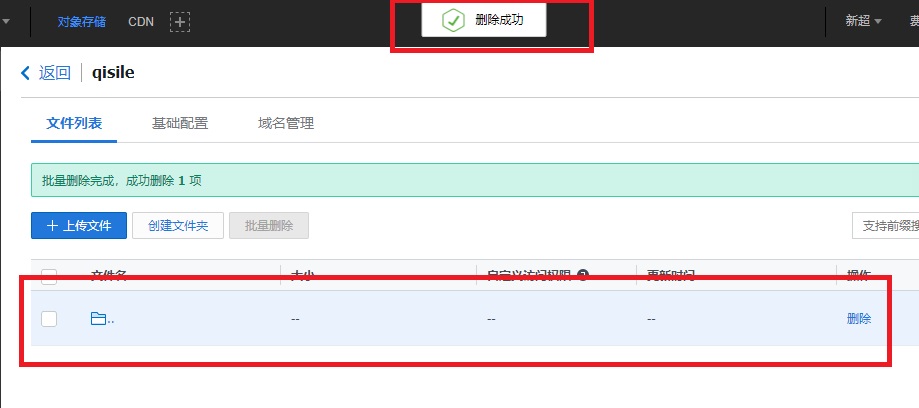 对象存储 CDN 删除成功 新超
返回 qisile
文件列表 基础配置 域名管理
批量删除完成，成功删除 1 项
上传文件 创建文件夹 批量删除 支持前缀搜
文件名 大小 自定义访问权限 更新时间 操作
.. -- -- -- 删除